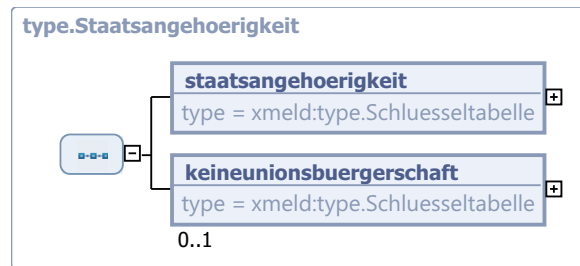 type.Staatsangehoerigkeit
staatsangehoerigkeit
type = xmeld:type.Schluesseltabelle
keineunionsbuergerschaft
type = xmeld:type.Schluesseltabelle
0..1